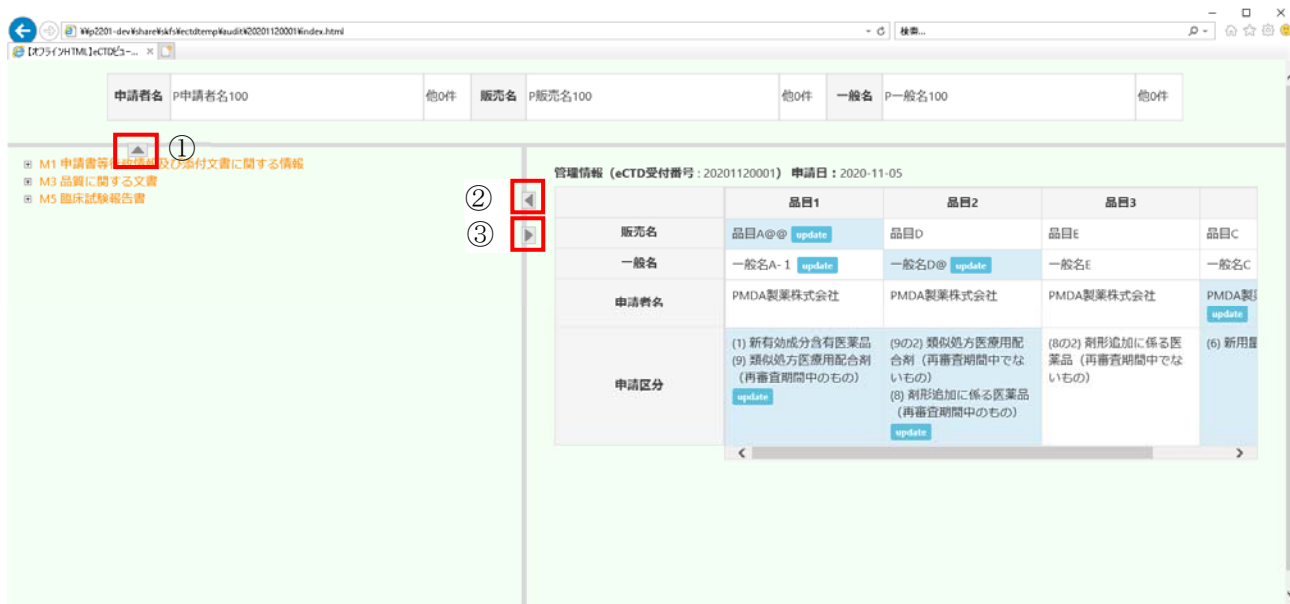 ¥¥p2201-dev¥share¥skfs¥ectdtemp¥audit¥20201120001¥index.html
検索...
【オフラインHTML】eCTDビュー...
申請者名 P申請者名100 他0件 販売名 P販売名100 他0件 一般名 P一般名100 他0件
①
M1 申請書等行政情報及び添付文書に関する情報
M3 品質に関する文書
M5 臨床試験報告書
②
③
管理情報（eCTD受付番号 : 20201120001）申請日：2020-11-05
品目1 品目2 品目3
販売名 品目A@@ update 品目D 品目E 品目C
一般名 一般名A-1 update 一般名D@ update 一般名E 一般名C
申請者名 PMDA製薬株式会社 PMDA製薬株式会社 PMDA製薬株式会社 PMDA製
update
申請区分
(1) 新有効成分含有医薬品
(9) 類似処方医療用配合剤
（再審査期間中のもの）
update
(9の2) 類似処方医療用配
合剤（再審査期間中でな
いもの）
(8) 剤形追加に係る医薬品
（再審査期間中のもの）
update
(8の2) 剤形追加に係る医
薬品（再審査期間中でな
いもの）
(6) 新用